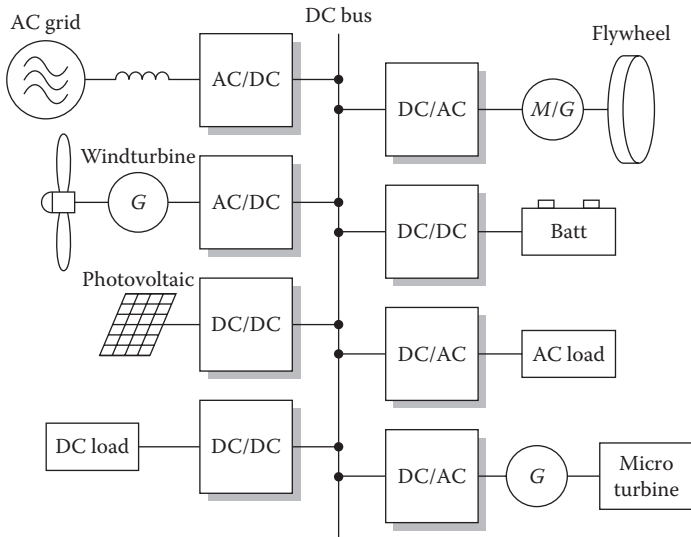 AC grid
DC bus
Flywheel
AC/DC
DC/AC
M/G
Windturbine
G
AC/DC
DC/DC
Batt
Photovoltaic
DC/DC
DC/AC
AC load
DC load
DC/DC
DC/AC
G
Micro
turbine